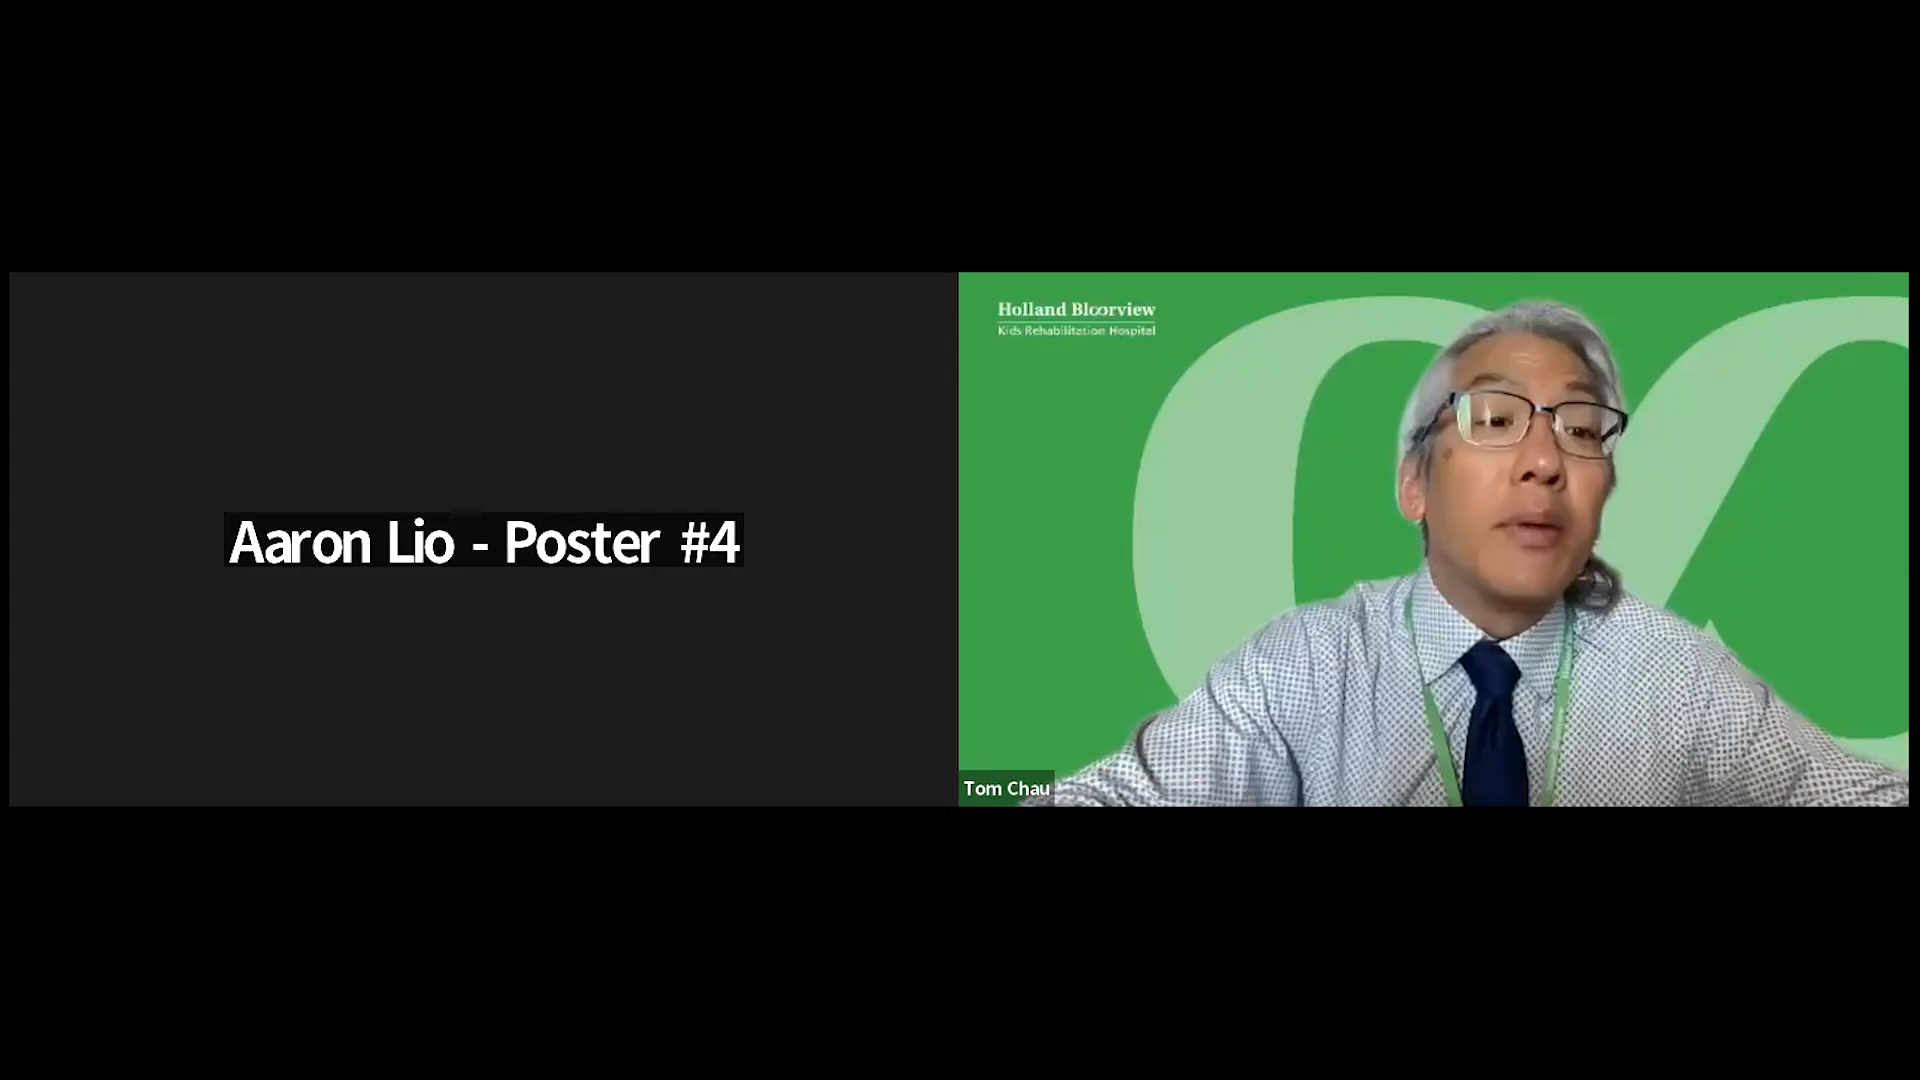 Aaron Lio - Poster #4
Holland Bloorview
Kids Rehabilitation Hospital
Tom Chau